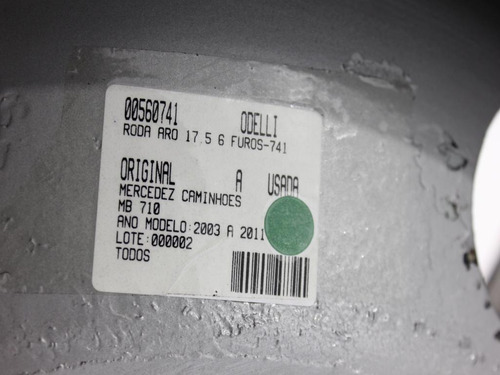 00560741 ODELLI
RODA ARO 17.5 6 FUROS-741
ORIGINAL A USADA
MERCEDEZ CAMINHOES
MB 710
ANO MODELO:2003 A 2011
LOTE:000002
TODOS